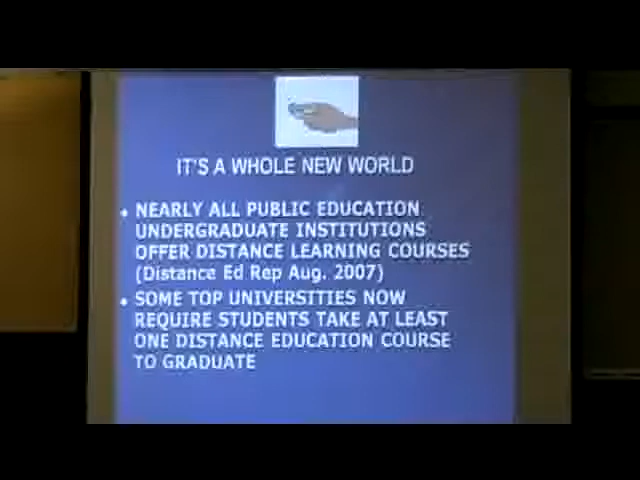 IT'S A WHOLE NEW WORLD
• NEARLY ALL PUBLIC EDUCATION
UNDERGRADUATE INSTITUTIONS
OFFER DISTANCE LEARNING COURSES
(Distance Ed Rep Aug. 2007)
• SOME TOP UNIVERSITIES NOW
REQUIRE STUDENTS TAKE AT LEAST
ONE DISTANCE EDUCATION COURSE
TO GRADUATE